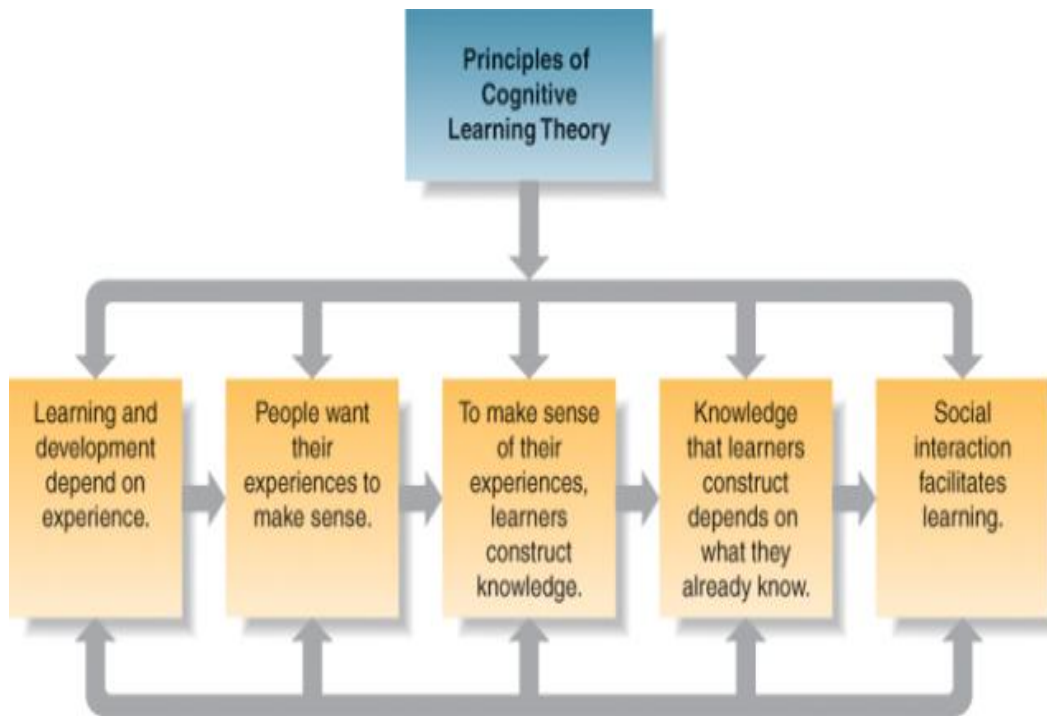 Principles of
Cognitive
Learning Theory
Learning and
development
depend on
experience.
People want
their
experiences to
make sense.
To make sense
of their
experiences,
learners
construct
knowledge.
Knowledge
that learners
construct
depends on
what they
already know.
Social
interaction
facilitates
learning.